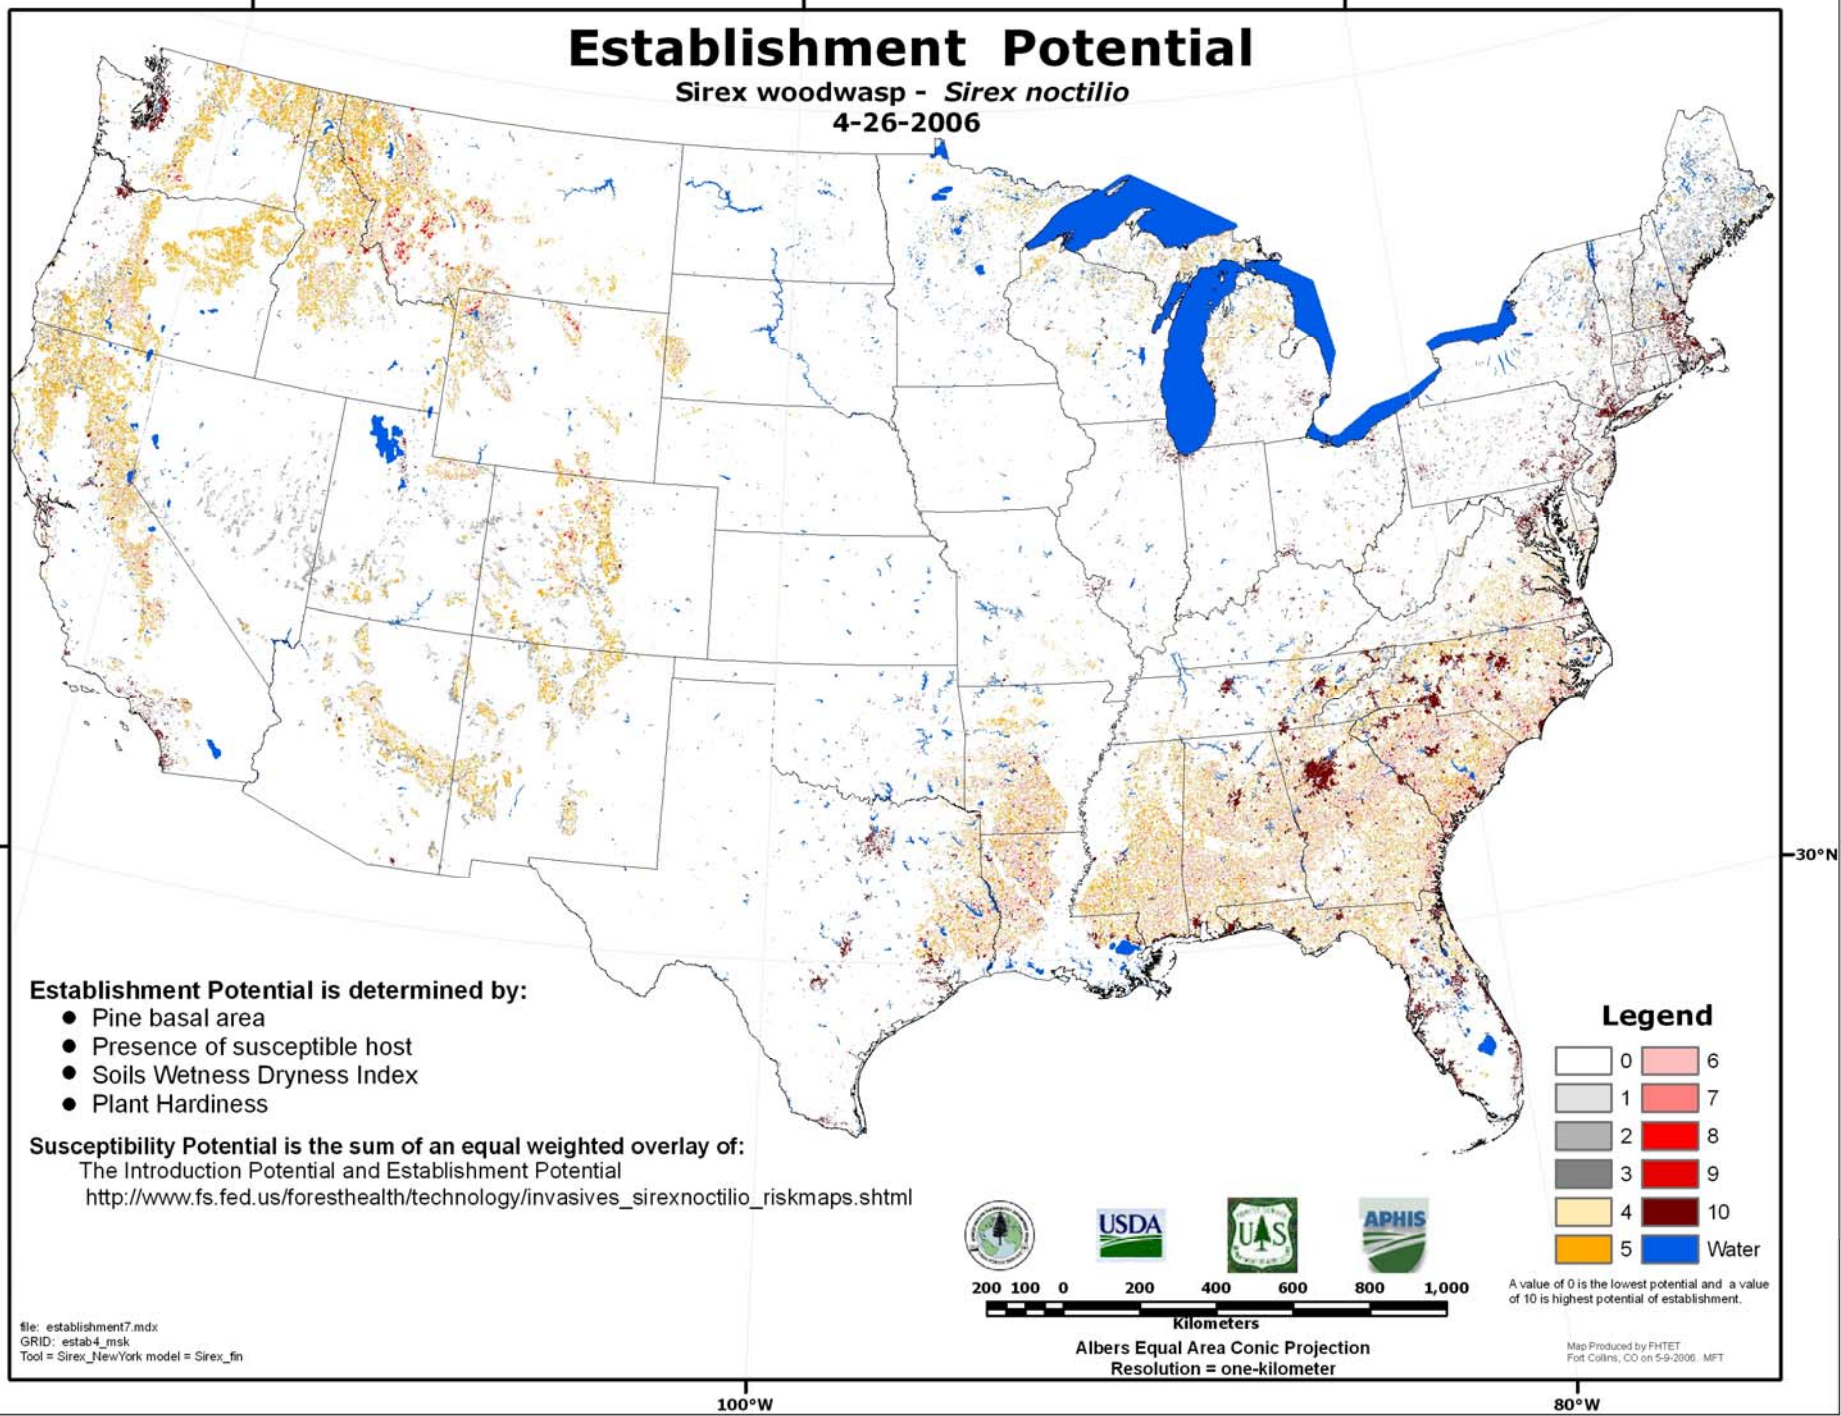 Establishment Potential
Sirex woodwasp - Sirex noctilio
4-26-2006
30°N
Establishment Potential is determined by:
● Pine basal area
● Presence of susceptible host
● Soils Wetness Dryness Index
● Plant Hardiness
Susceptibility Potential is the sum of an equal weighted overlay of:
The Introduction Potential and Establishment Potential
http://www.fs.fed.us/foresthealth/technology/invasives_sirexnoctilio_riskmaps.shtml
Legend
0 6
1 7
2 8
3 9
4 10
5 Water
A value of 0 is the lowest potential and a value
of 10 is highest potential of establishment.
USDA
FOREST SERVICE
U S
APHIS
200 100 0 200 400 600 800 1,000
Kilometers
Albers Equal Area Conic Projection
Resolution = one-kilometer
file: establishment7.mdx
GRID: estab4_msk
Tool = Sirex_NewYork model = Sirex_fin
Map Produced by FHTET
Fort Collins, CO on 5-9-2006. MFT
100°W
80°W